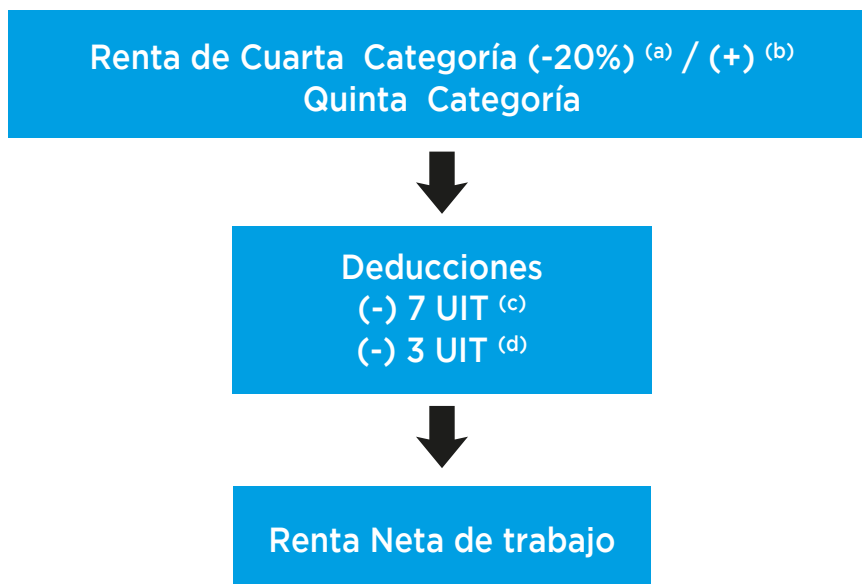 Renta de Cuarta Categoría (-20%) (a) / (+) (b)
Quinta Categoría
Deducciones
(-) 7 UIT (c)
(-) 3 UIT (d)
Renta Neta de trabajo